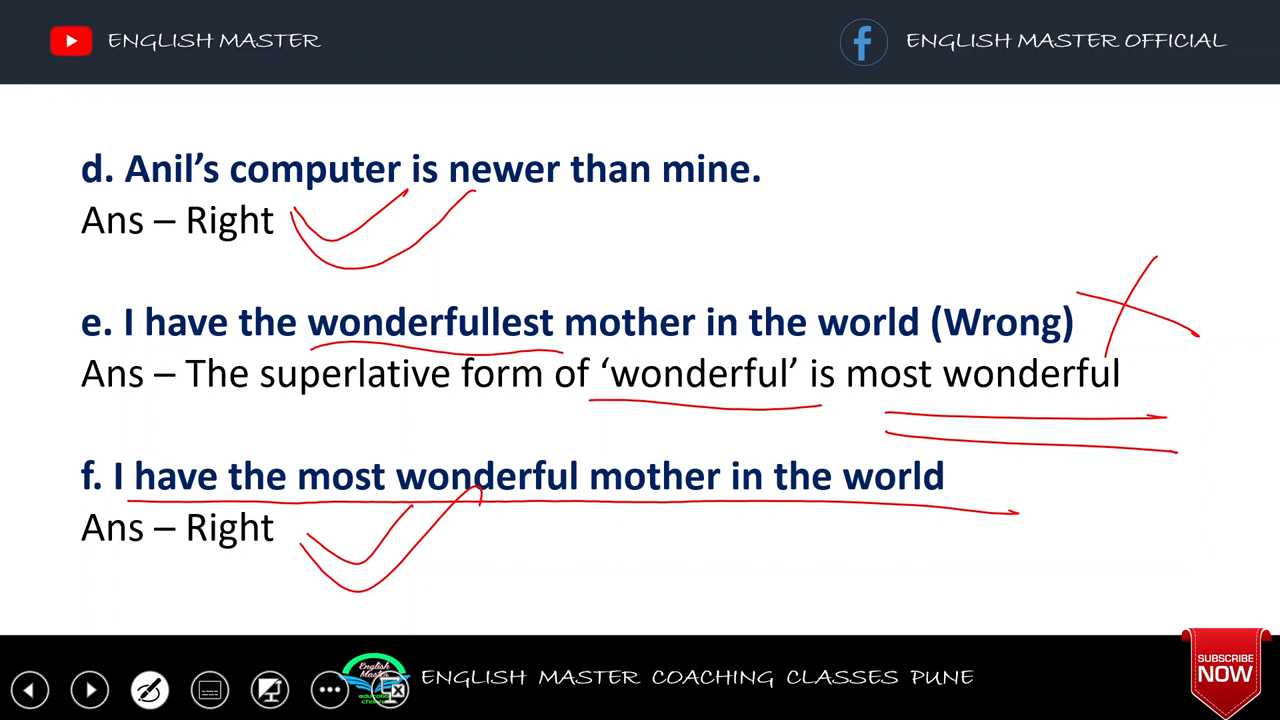 ENGLISH MASTER
ENGLISH MASTER OFFICIAL
d. Anil’s computer is newer than mine.
Ans – Right
e. I have the wonderfullest mother in the world (Wrong)
Ans – The superlative form of ‘wonderful’ is most wonderful
f. I have the most wonderful mother in the world
Ans – Right
English
Master
ENGLISH MASTER COACHING CLASSES PUNE
SUBSCRIBE
NOW